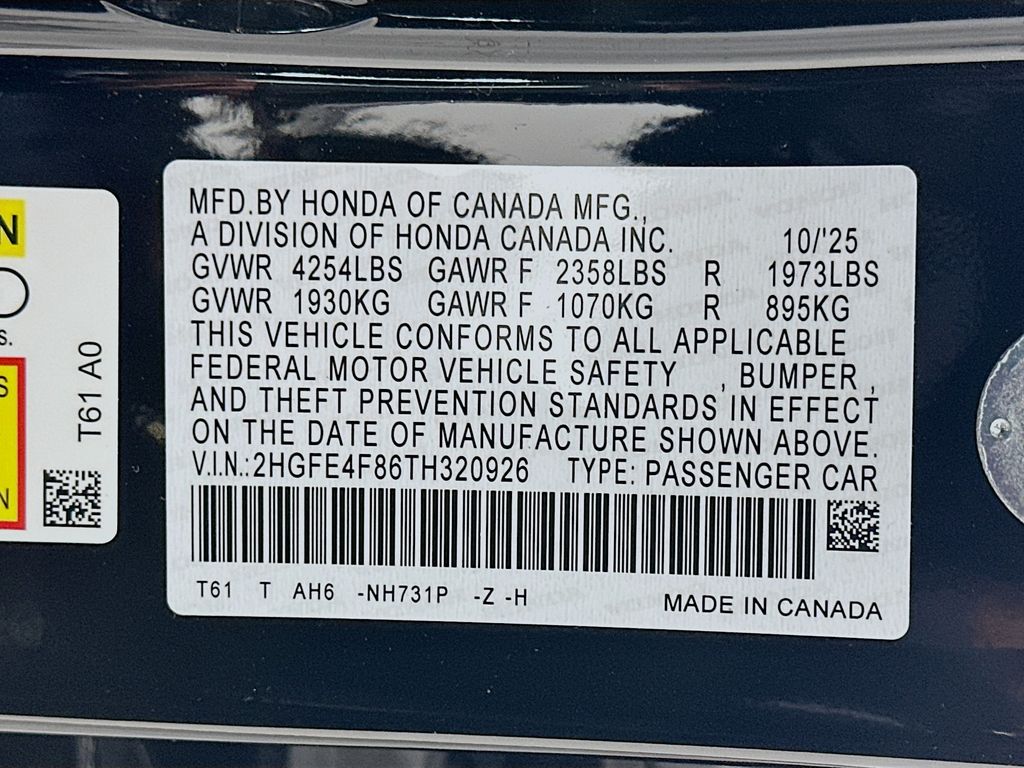 MFD.BY HONDA OF CANADA MFG.,
A DIVISION OF HONDA CANADA INC. 10/'25
GVWR 4254LBS GAWR F 2358LBS R 1973LBS
GVWR 1930KG GAWR F 1070KG R 895KG
THIS VEHICLE CONFORMS TO ALL APPLICABLE
FEDERAL MOTOR VEHICLE SAFETY , BUMPER ,
AND THEFT PREVENTION STANDARDS IN EFFECT
ON THE DATE OF MANUFACTURE SHOWN ABOVE.
V.I.N.:2HGFE4F86TH320926 TYPE: PASSENGER CAR
T61 T AH6 -NH731P -Z -H
MADE IN CANADA
N
S.
S
N
T61 A0